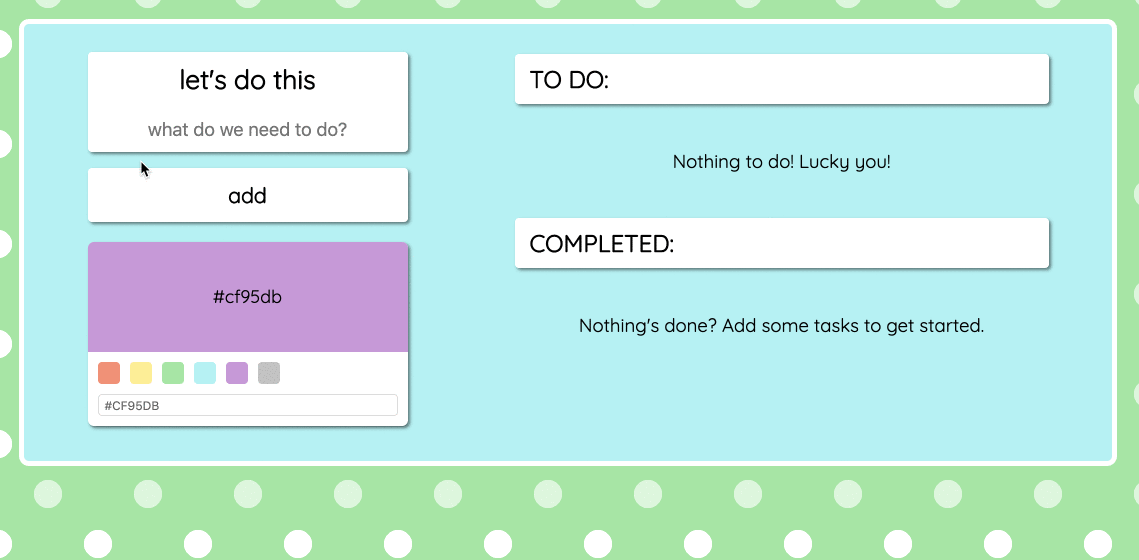 let's do this
what do we need to do?
add
#cf95db
#CF95DB
TO DO:
Nothing to do! Lucky you!
COMPLETED:
Nothing's done? Add some tasks to get started.